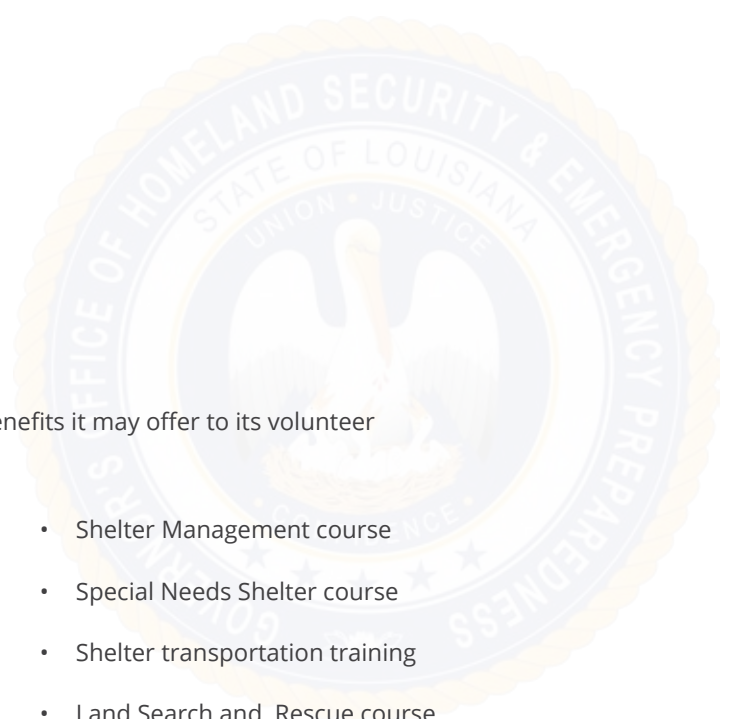 GOVERNOR'S OFFICE OF HOMELAND SECURITY & EMERGENCY PREPAREDNESS
STATE OF LOUISIANA
UNION * JUSTICE
enefits it may offer to its volunteer
• Shelter Management course
• Special Needs Shelter course
• Shelter transportation training
• Land Search and Rescue course